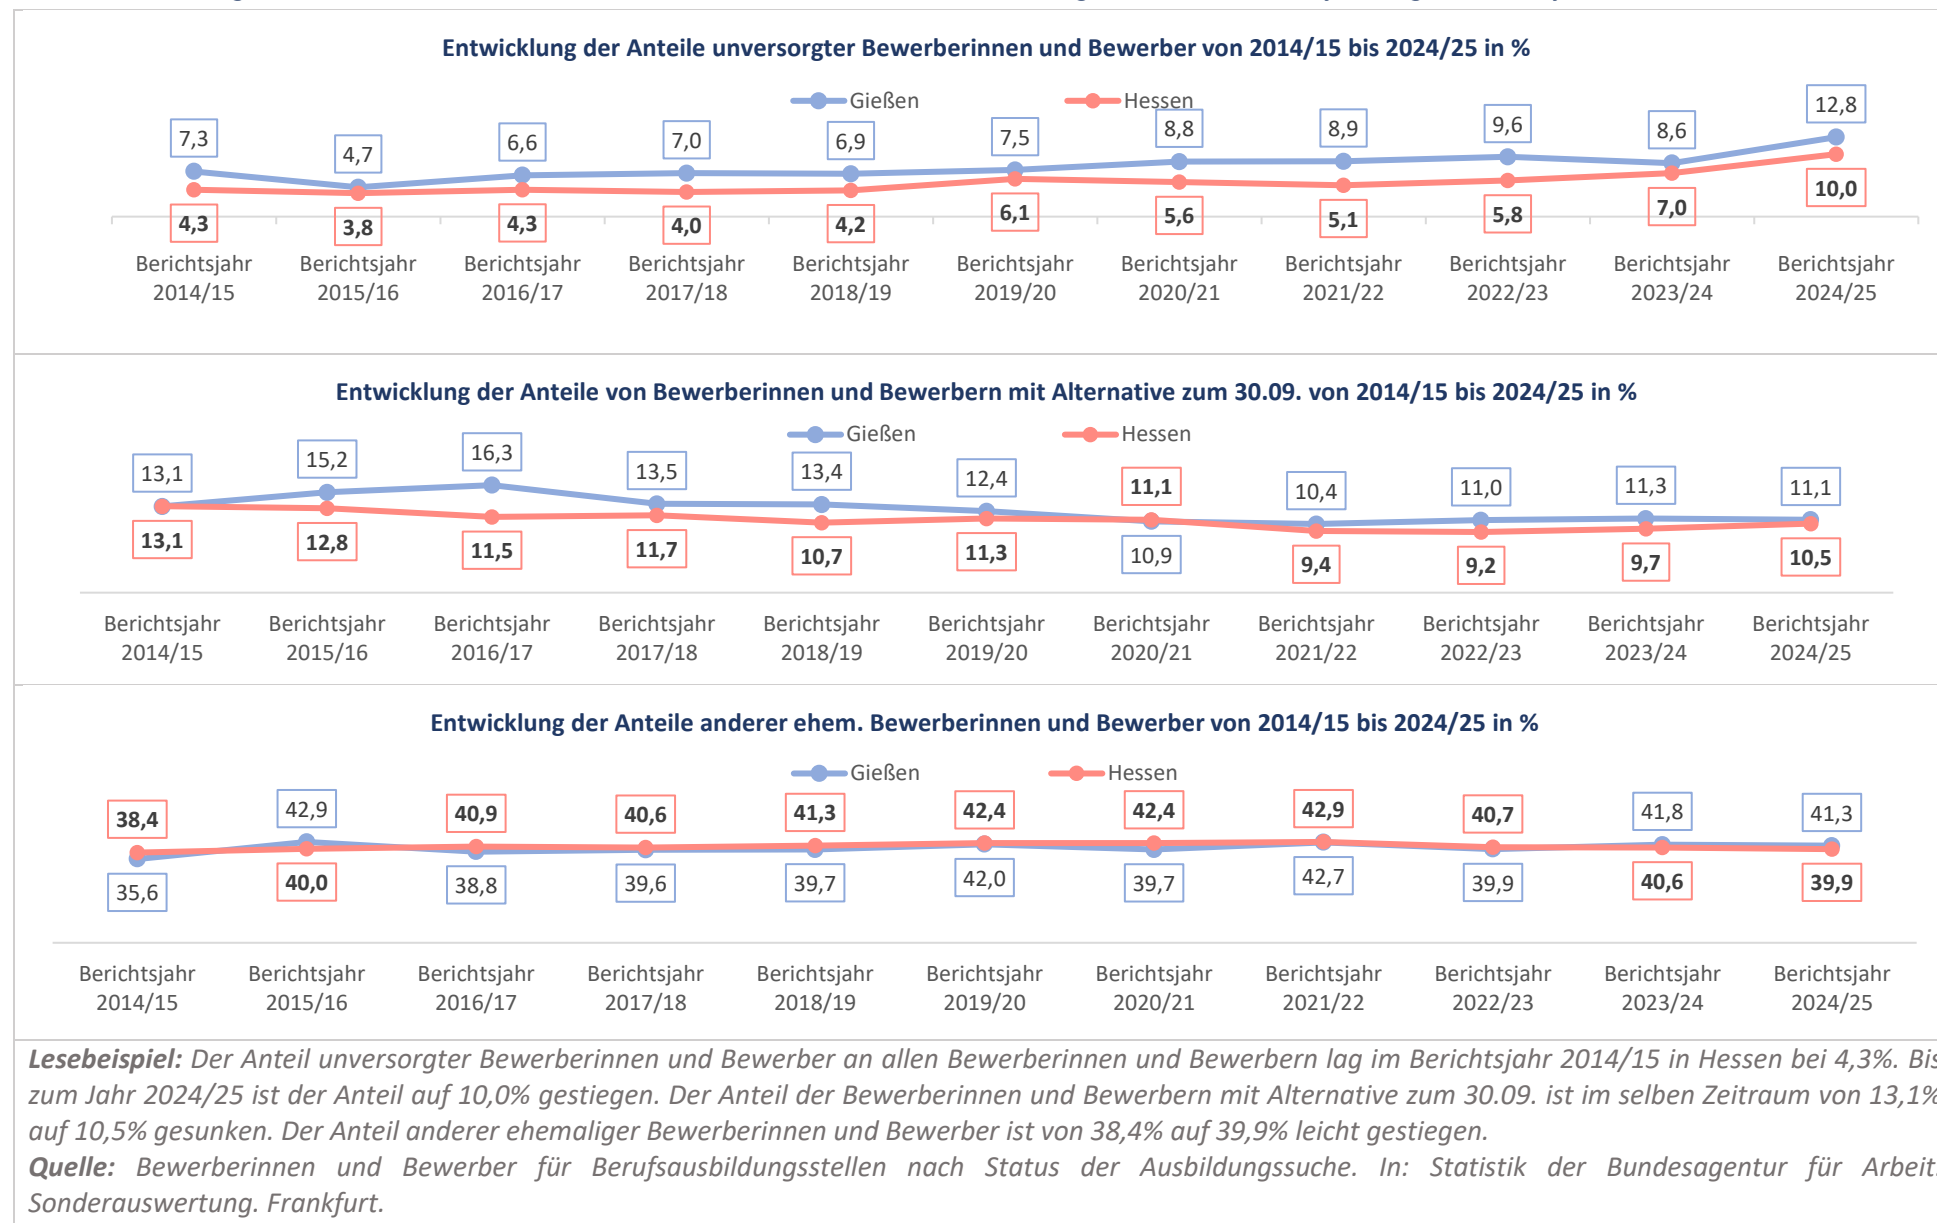 Entwicklung der Anteile unversorgter Bewerberinnen und Bewerber von 2014/15 bis 2024/25 in %
Gießen Hessen
7,3 4,7 6,6 7,0 6,9 7,5 8,8 8,9 9,6 8,6 12,8
4,3 3,8 4,3 4,0 4,2 6,1 5,6 5,1 5,8 7,0 10,0
Berichtsjahr Berichtsjahr Berichtsjahr Berichtsjahr Berichtsjahr Berichtsjahr Berichtsjahr Berichtsjahr Berichtsjahr Berichtsjahr Berichtsjahr
2014/15 2015/16 2016/17 2017/18 2018/19 2019/20 2020/21 2021/22 2022/23 2023/24 2024/25
Entwicklung der Anteile von Bewerberinnen und Bewerbern mit Alternative zum 30.09. von 2014/15 bis 2024/25 in %
Gießen Hessen
13,1 15,2 16,3 13,5 13,4 12,4 11,1 10,4 11,0 11,3 11,1
13,1 12,8 11,5 11,7 10,7 11,3 10,9 9,4 9,2 9,7 10,5
Berichtsjahr Berichtsjahr Berichtsjahr Berichtsjahr Berichtsjahr Berichtsjahr Berichtsjahr Berichtsjahr Berichtsjahr Berichtsjahr Berichtsjahr
2014/15 2015/16 2016/17 2017/18 2018/19 2019/20 2020/21 2021/22 2022/23 2023/24 2024/25
Entwicklung der Anteile anderer ehem. Bewerberinnen und Bewerber von 2014/15 bis 2024/25 in %
Gießen Hessen
38,4 42,9 40,9 40,6 41,3 42,4 42,4 42,9 40,7 41,8 41,3
35,6 40,0 38,8 39,6 39,7 42,0 39,7 42,7 39,9 40,6 39,9
Berichtsjahr Berichtsjahr Berichtsjahr Berichtsjahr Berichtsjahr Berichtsjahr Berichtsjahr Berichtsjahr Berichtsjahr Berichtsjahr Berichtsjahr
2014/15 2015/16 2016/17 2017/18 2018/19 2019/20 2020/21 2021/22 2022/23 2023/24 2024/25
Lesebeispiel: Der Anteil unversorgter Bewerberinnen und Bewerber an allen Bewerberinnen und Bewerbern lag im Berichtsjahr 2014/15 in Hessen bei 4,3%. Bis
zum Jahr 2024/25 ist der Anteil auf 10,0% gestiegen. Der Anteil der Bewerberinnen und Bewerbern mit Alternative zum 30.09. ist im selben Zeitraum von 13,1%
auf 10,5% gesunken. Der Anteil anderer ehemaliger Bewerberinnen und Bewerber ist von 38,4% auf 39,9% leicht gestiegen.
Quelle: Bewerberinnen und Bewerber für Berufsausbildungsstellen nach Status der Ausbildungssuche. In: Statistik der Bundesagentur für Arbeit.
Sonderauswertung. Frankfurt.